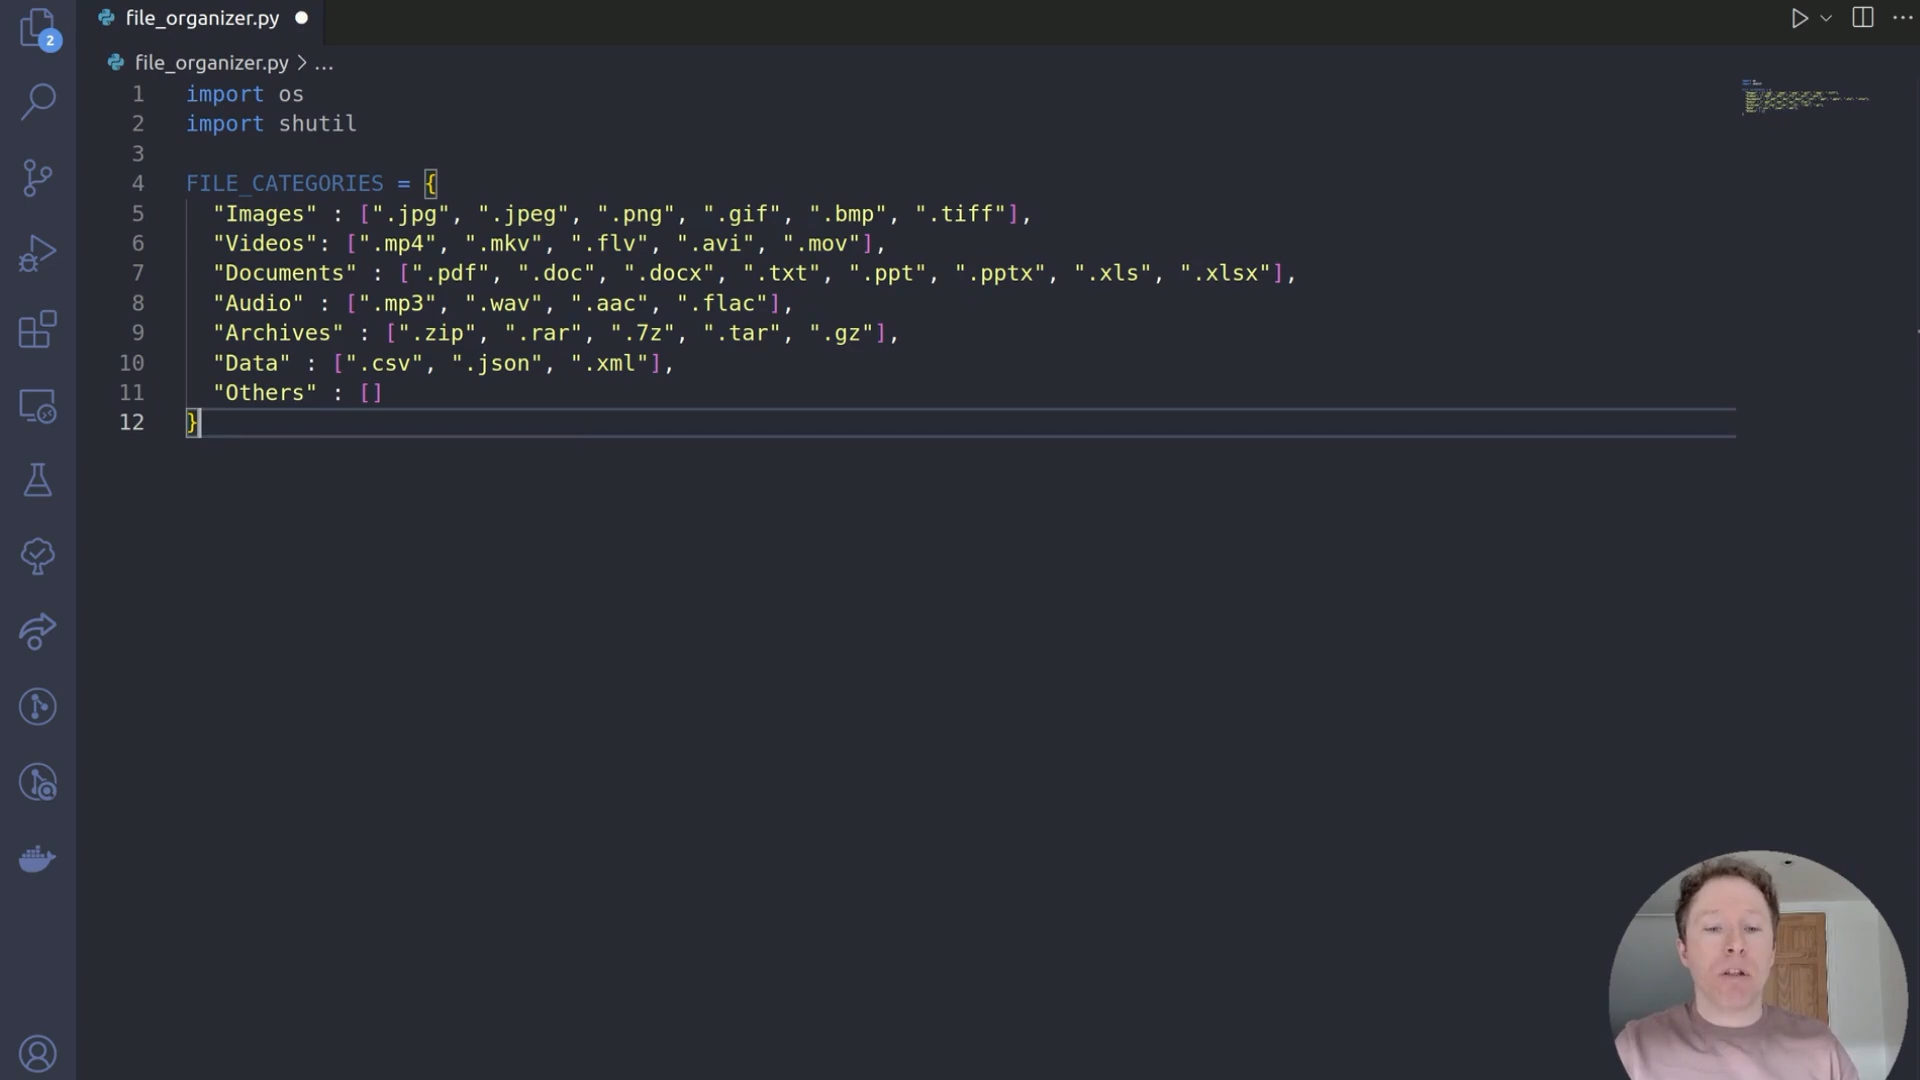 file_organizer.py
2
file_organizer.py > ...
1 import os
2 import shutil
3
4 FILE_CATEGORIES = {
5 "Images" : [".jpg", ".jpeg", ".png", ".gif", ".bmp", ".tiff"],
6 "Videos": [".mp4", ".mkv", ".flv", ".avi", ".mov"],
7 "Documents" : [".pdf", ".doc", ".docx", ".txt", ".ppt", ".pptx", ".xls", ".xlsx"],
8 "Audio" : [".mp3", ".wav", ".aac", ".flac"],
9 "Archives" : [".zip", ".rar", ".7z", ".tar", ".gz"],
10 "Data" : [".csv", ".json", ".xml"],
11 "Others" : []
12 }